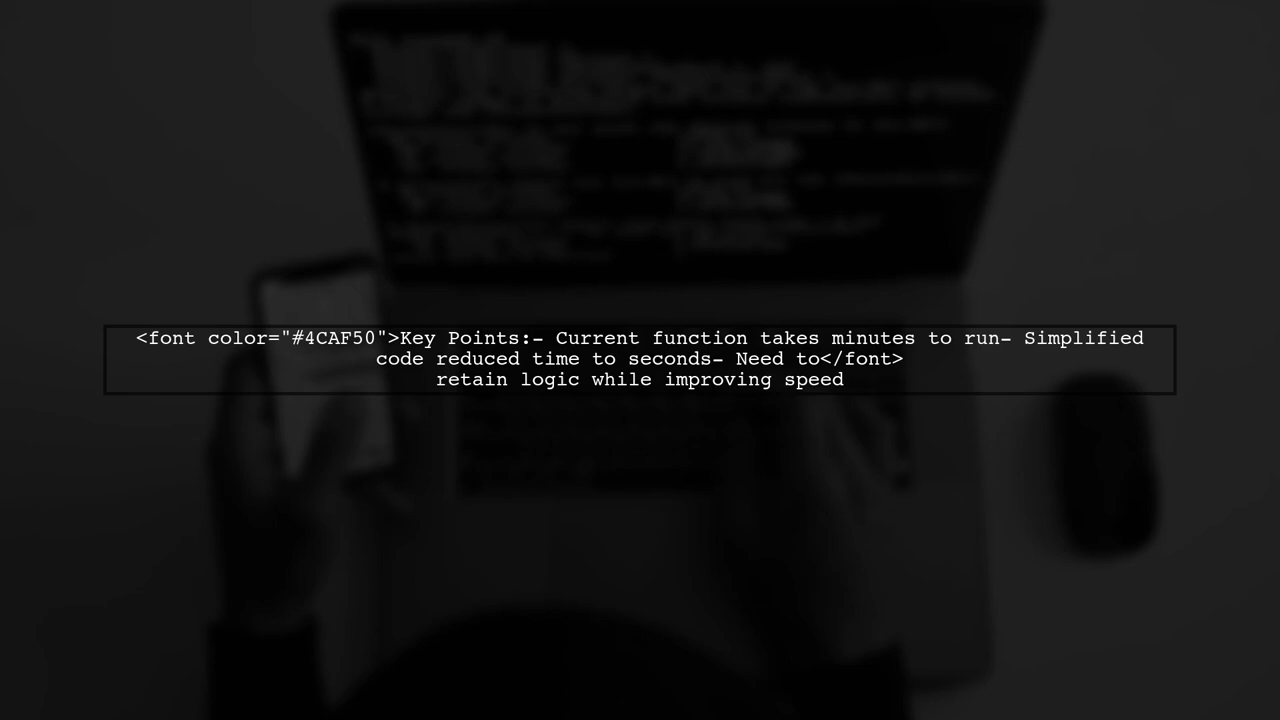 <font color="#4CAF50">Key Points:- Current function takes minutes to run- Simplified
code reduced time to seconds- Need to</font>
retain logic while improving speed